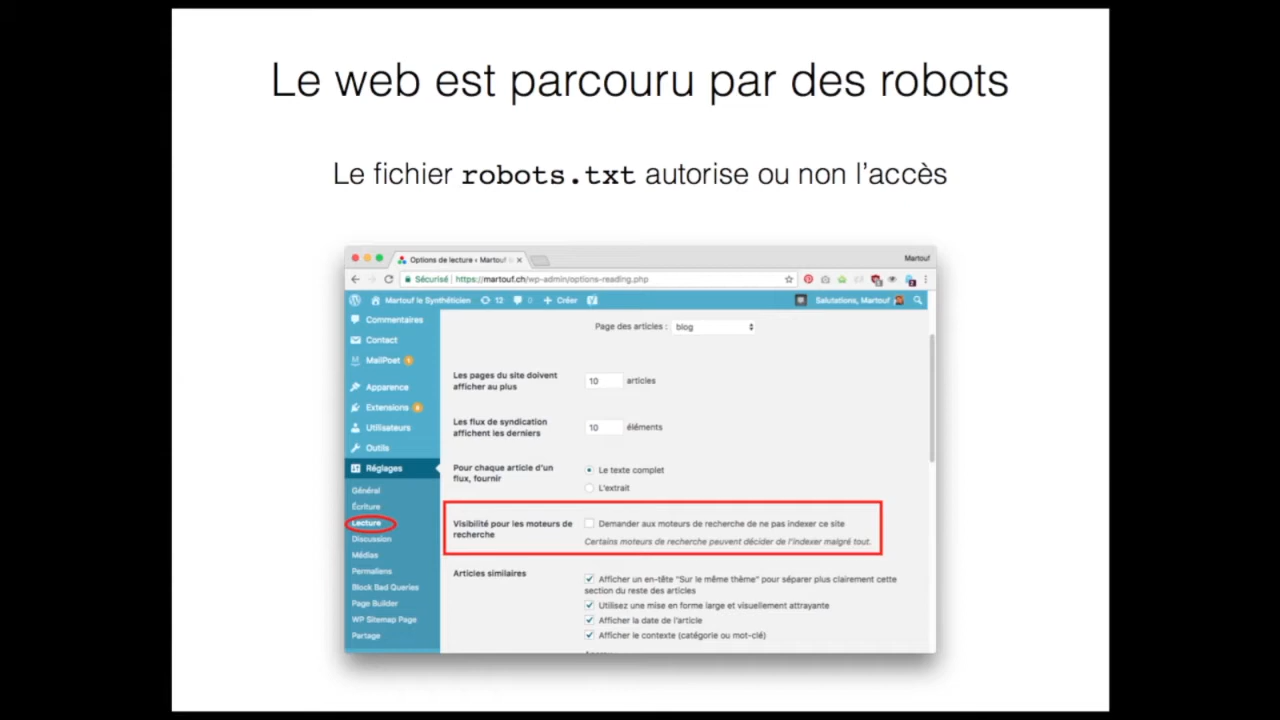 Le web est parcouru par des robots
Le fichier robots.txt autorise ou non l'accès
Options de lecture ‹ Martouf
Martouf
Sécurisé https://martouf.ch/wp-admin/options-reading.php
Martouf le Synthéticien 12 0 Créer Salutations, Martouf
Commentaires
Contact
MailPoet 1
Apparence
Extensions
Utilisateurs
Outils
Réglages
Général
Écriture
Lecture
Discussion
Médias
Permaliens
Block Bad Queries
Page Builder
WP Sitemap Page
Partage
Page des articles : blog
Les pages du site doivent
afficher au plus
10 articles
Les flux de syndication
affichent les derniers
10 éléments
Pour chaque article d'un
flux, fournir
Le texte complet
L'extrait
Visibilité pour les moteurs de
recherche
Demander aux moteurs de recherche de ne pas indexer ce site
Certains moteurs de recherche peuvent décider de l'indexer malgré tout.
Articles similaires
Afficher un en-tête "Sur le même thème" pour séparer plus clairement cette
section du reste des articles
Utilisez une mise en forme large et visuellement attrayante
Afficher la date de l'article
Afficher le contexte (catégorie ou mot-clé)